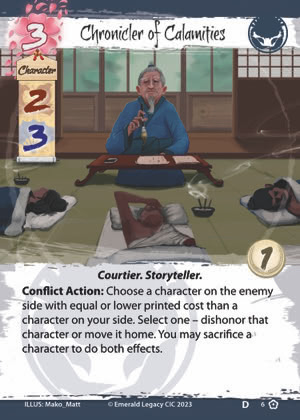 3
Chronicler of Calamities
Character
2
3
1
Courtier. Storyteller.
Conflict Action: Choose a character on the enemy
side with equal or lower printed cost than a
character on your side. Select one – dishonor that
character or move it home. You may sacrifice a
character to do both effects.
ILLUS: Mako_Matt © Emerald Legacy CIC 2023 D 6